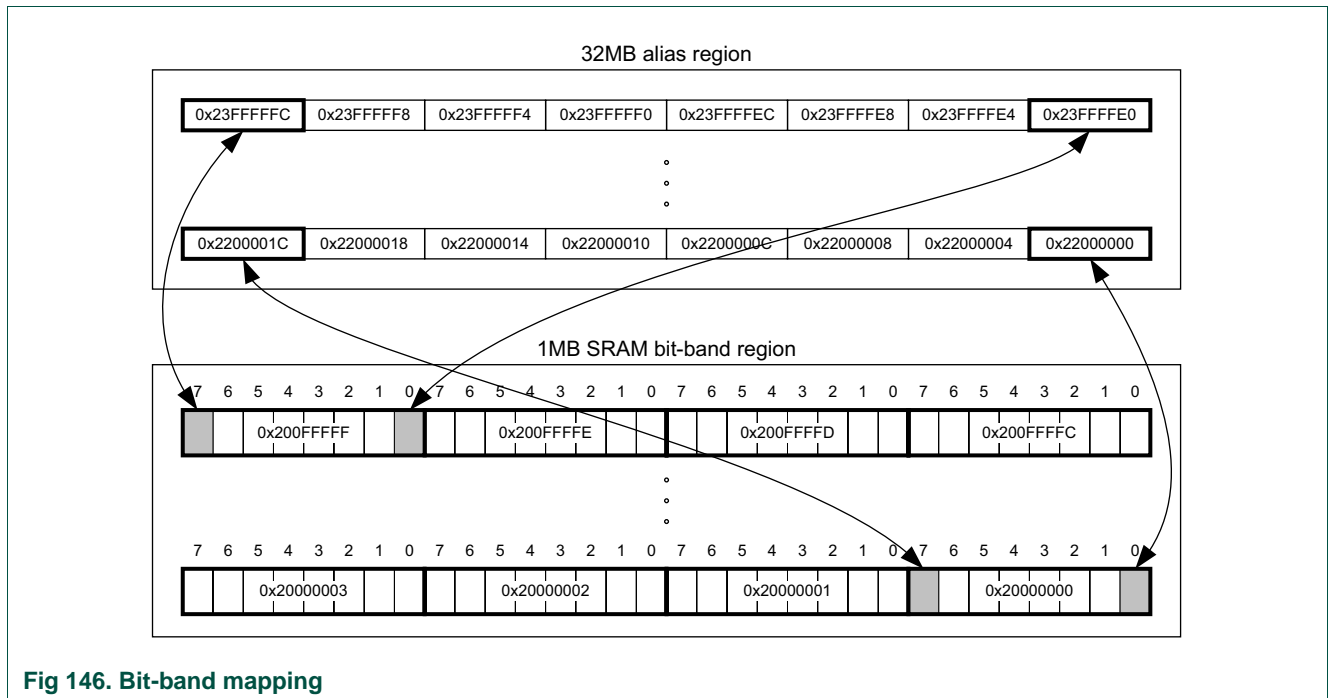 32MB alias region
0x23FFFFFC 0x23FFFFF8 0x23FFFFF4 0x23FFFFF0 0x23FFFFEC 0x23FFFFE8 0x23FFFFE4 0x23FFFFE0
0x2200001C 0x22000018 0x22000014 0x22000010 0x2200000C 0x22000008 0x22000004 0x22000000
1MB SRAM bit-band region
7 6 5 4 3 2 1 0 7 6 5 4 3 2 1 0 7 6 5 4 3 2 1 0 7 6 5 4 3 2 1 0
0x200FFFFF 0x200FFFFE 0x200FFFFD 0x200FFFFC
7 6 5 4 3 2 1 0 7 6 5 4 3 2 1 0 7 6 5 4 3 2 1 0 7 6 5 4 3 2 1 0
0x20000003 0x20000002 0x20000001 0x20000000
Fig 146. Bit-band mapping